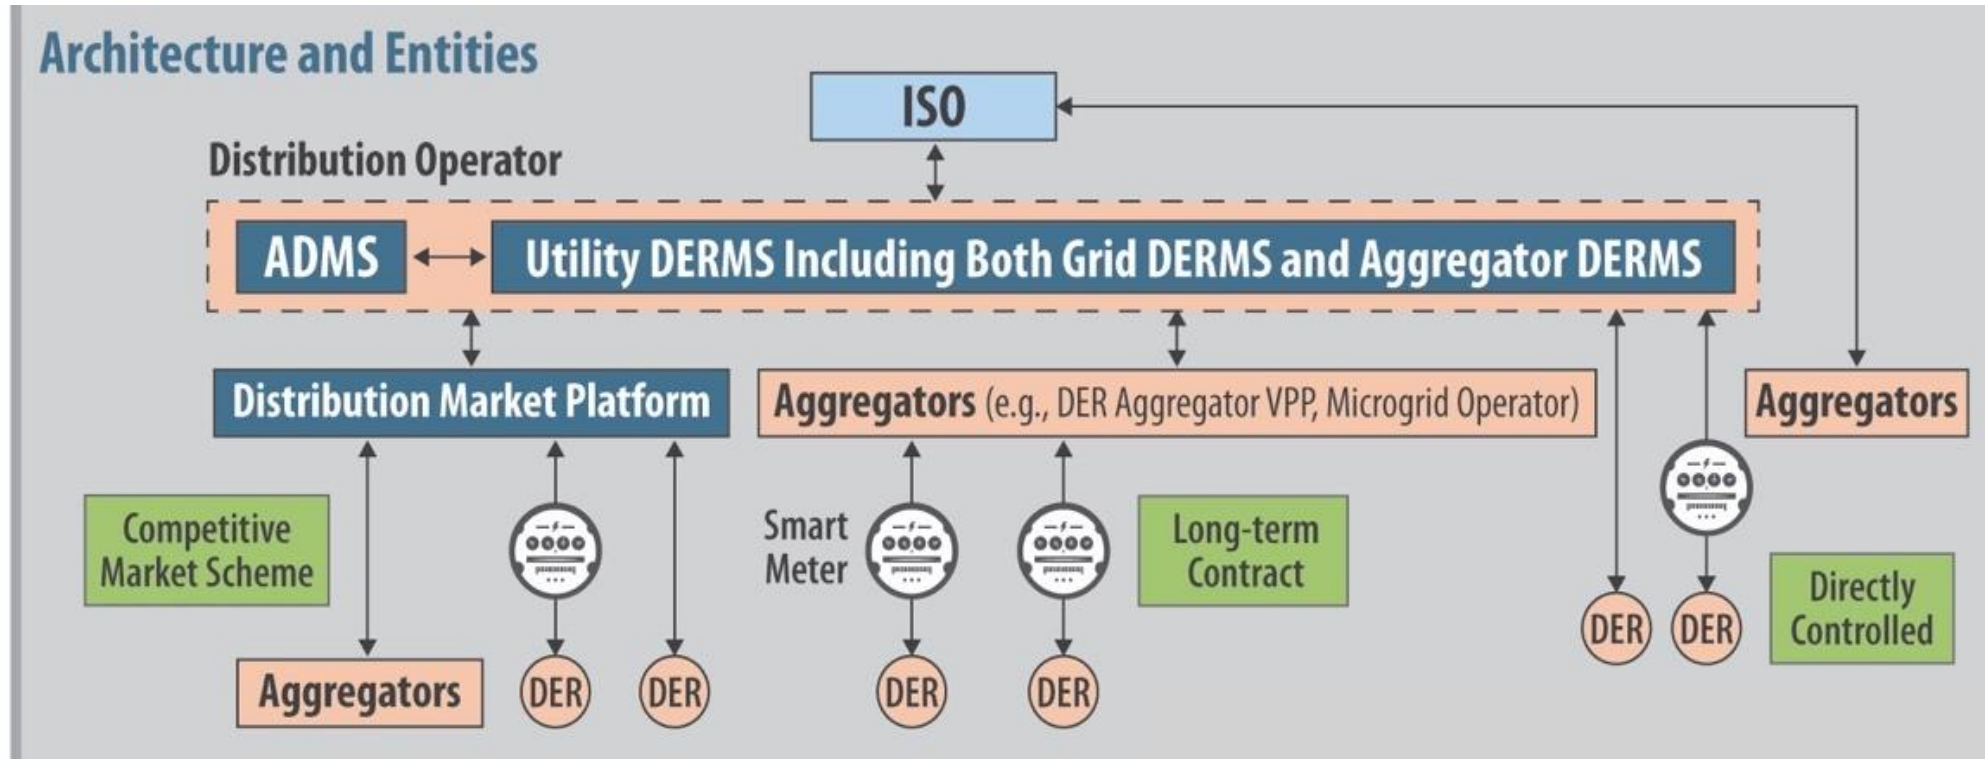 Architecture and Entities
ISO
Distribution Operator
ADMS
Utility DERMS Including Both Grid DERMS and Aggregator DERMS
Distribution Market Platform
Aggregators (e.g., DER Aggregator VPP, Microgrid Operator)
Aggregators
Competitive
Market Scheme
Smart
Meter
Long-term
Contract
Directly
Controlled
Aggregators
DER
DER
DER
DER
DER
DER